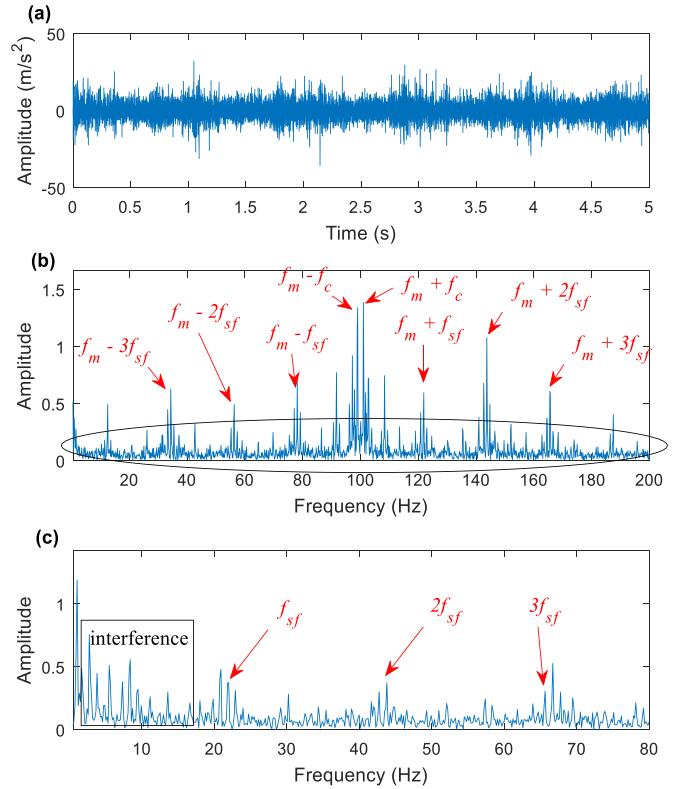 (a)
Amplitude (m/s²)
50
0
-50
0 0.5 1 1.5 2 2.5 3 3.5 4 4.5 5
Time (s)
(b)
Amplitude
1.5
1
0.5
0
f_m - f_c
f_m + f_c
f_m + 2f_sf
f_m - 2f_sf
f_m - f_sf
f_m + f_sf
f_m - 3f_sf
f_m + 3f_sf
20 40 60 80 100 120 140 160 180 200
Frequency (Hz)
(c)
Amplitude
1
0.5
0
interference
f_sf
2f_sf
3f_sf
10 20 30 40 50 60 70 80
Frequency (Hz)